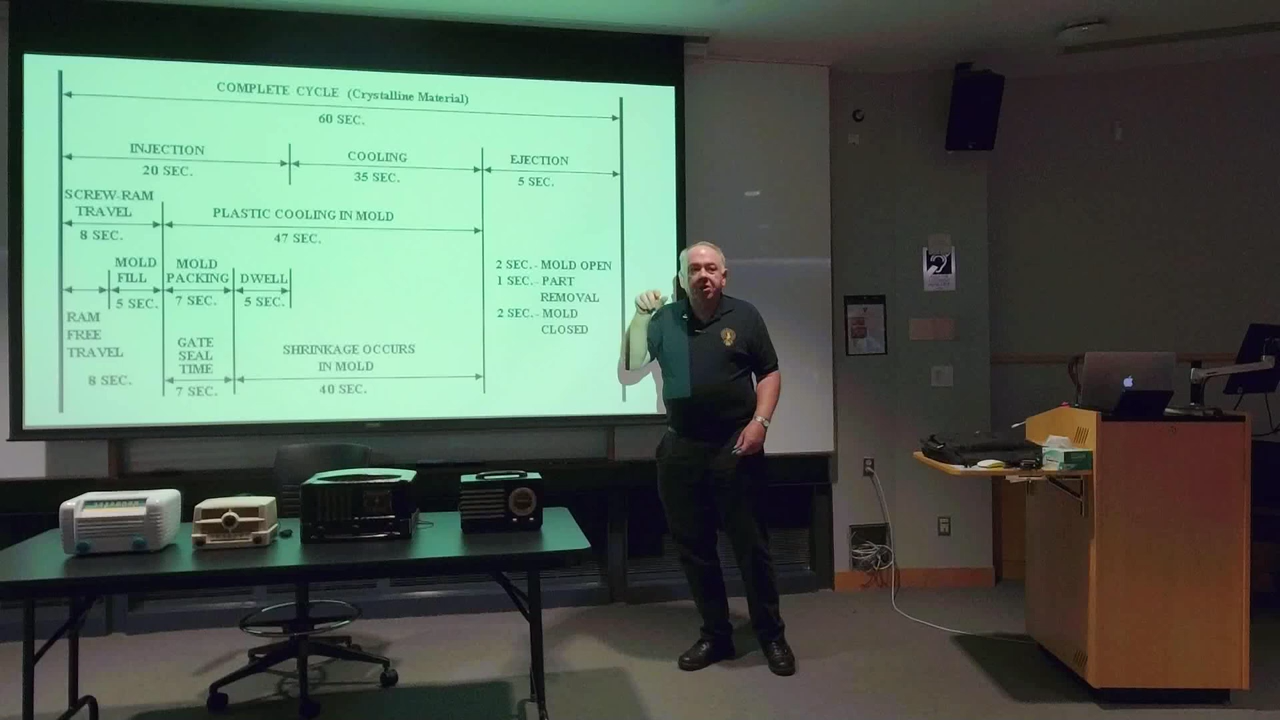 COMPLETE CYCLE (Crystalline Material)
60 SEC.
INJECTION
20 SEC.
COOLING
35 SEC.
EJECTION
5 SEC.
SCREW-RAM
TRAVEL
8 SEC.
PLASTIC COOLING IN MOLD
47 SEC.
MOLD
FILL
5 SEC.
MOLD
PACKING
7 SEC.
DWELL
5 SEC.
2 SEC. - MOLD OPEN
1 SEC. - PART
REMOVAL
2 SEC. - MOLD
CLOSED
RAM
FREE
TRAVEL
8 SEC.
GATE
SEAL
TIME
7 SEC.
SHRINKAGE OCCURS
IN MOLD
40 SEC.